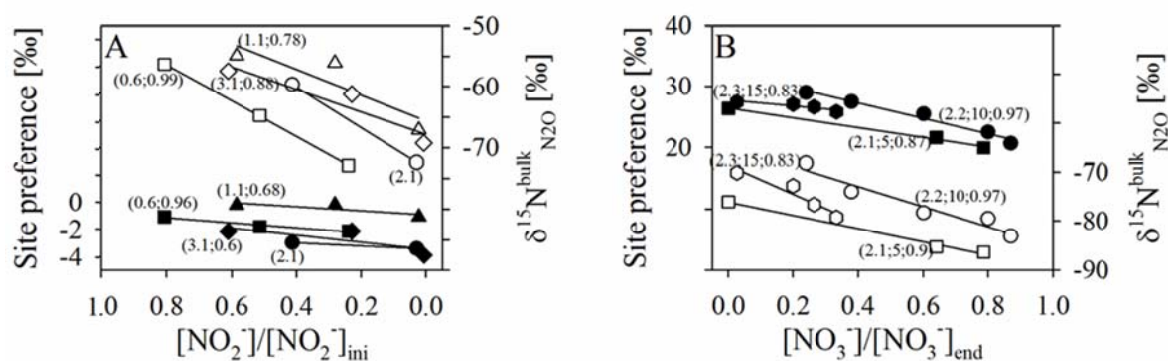 A
B
Site preference [‰]
0
-2
-4
-50
-60
-70
δ¹⁵N^bulk_N2O [‰]
(1.1;0.78)
(0.6;0.99)
(3.1;0.88)
(2.1)
(1.1;0.68)
(0.6;0.96)
(3.1;0.6)
(2.1)
1.0 0.8 0.6 0.4 0.2 0.0
[NO₂⁻]/[NO₂⁻]ini
Site preference [‰]
40
30
20
-70
-80
-90
δ¹⁵N^bulk_N2O [‰]
(2.3;15;0.83)
(2.2;10;0.97)
(2.1;5;0.87)
(2.3;15;0.83)
(2.2;10;0.97)
(2.1;5;0.9)
0.0 0.2 0.4 0.6 0.8 1.0
[NO₃⁻]/[NO₃⁻]end